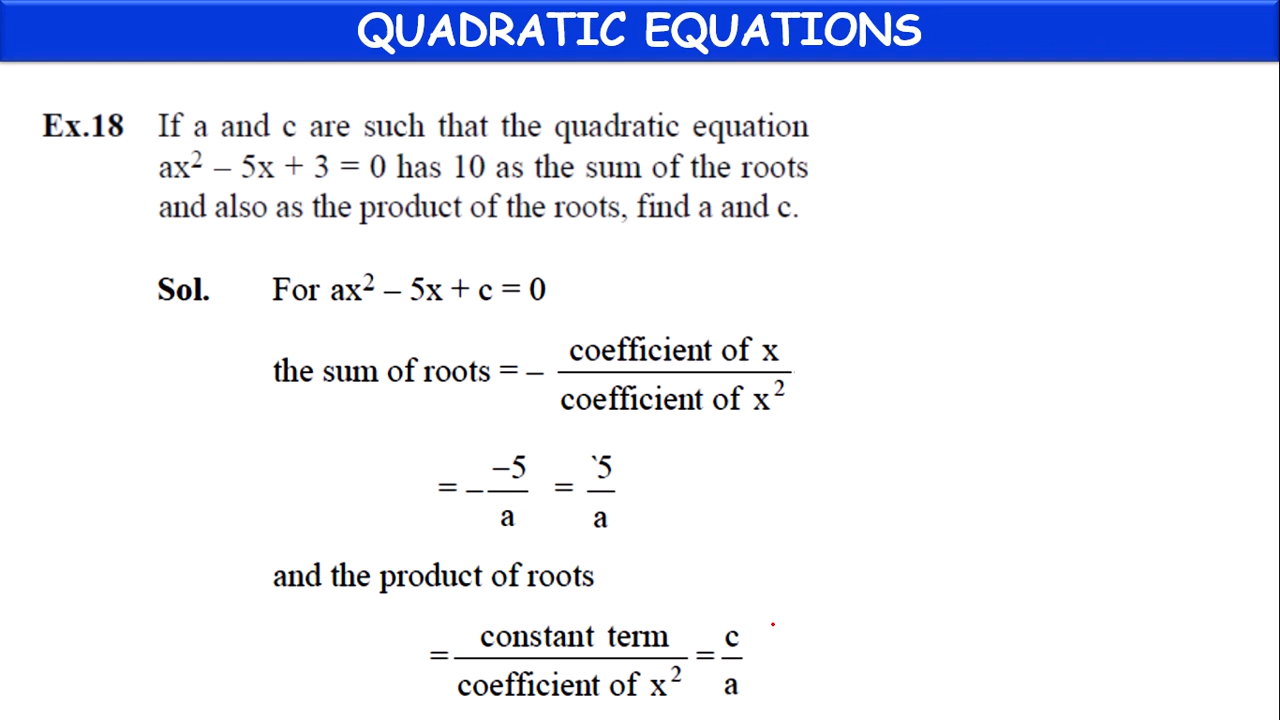 QUADRATIC EQUATIONS
Ex.18 If a and c are such that the quadratic equation
ax² – 5x + 3 = 0 has 10 as the sum of the roots
and also as the product of the roots, find a and c.
Sol. For ax² – 5x + c = 0
the sum of roots = – coefficient of x / coefficient of x²
= – –5 / a = `5 / a
and the product of roots
= constant term / coefficient of x² = c / a